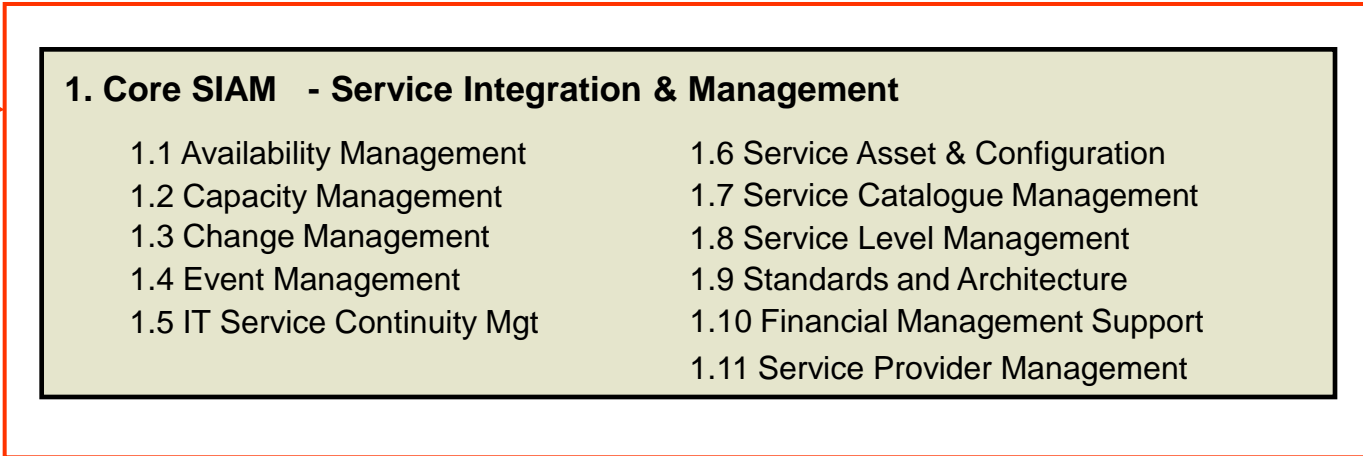 1. Core SIAM - Service Integration & Management
1.1 Availability Management
1.2 Capacity Management
1.3 Change Management
1.4 Event Management
1.5 IT Service Continuity Mgt
1.6 Service Asset & Configuration
1.7 Service Catalogue Management
1.8 Service Level Management
1.9 Standards and Architecture
1.10 Financial Management Support
1.11 Service Provider Management